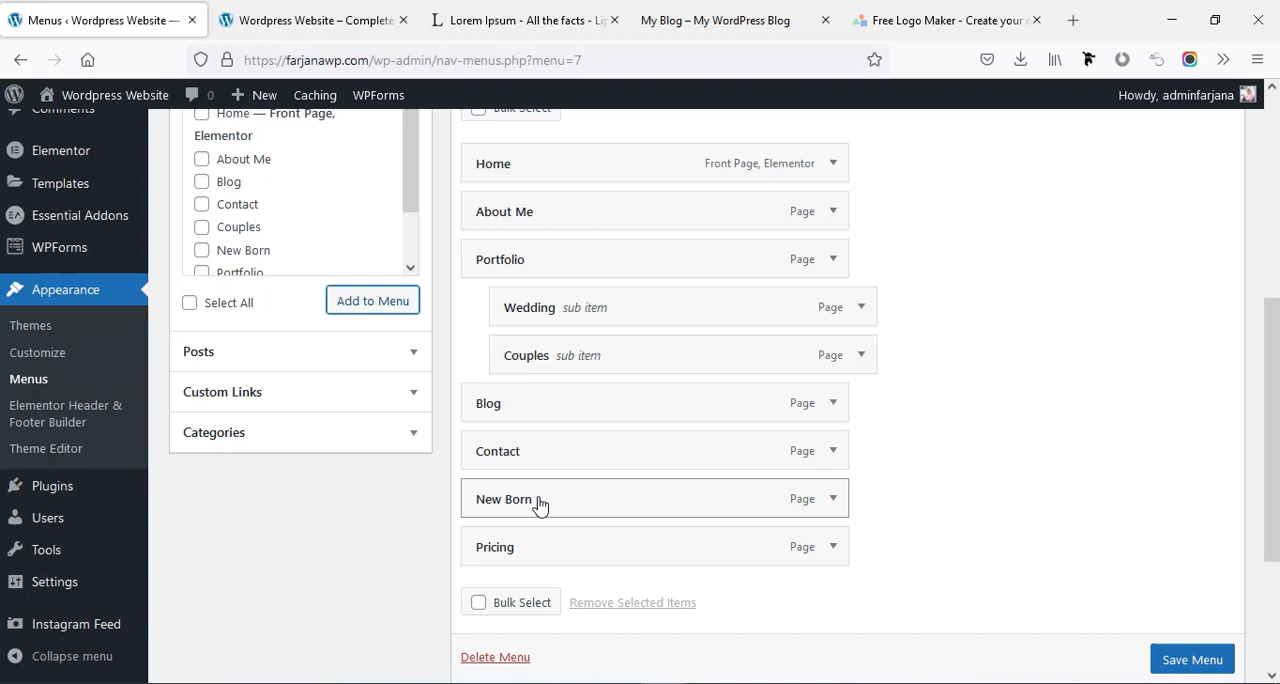 Menus ‹ Wordpress Website —
Wordpress Website – Complete
Lorem Ipsum - All the facts - Lip
My Blog – My WordPress Blog
Free Logo Maker - Create your o
https://farjanawp.com/wp-admin/nav-menus.php?menu=7
Wordpress Website
0
New
Caching
WPForms
Howdy, adminfarjana
Comments
Elementor
Templates
Essential Addons
WPForms
Appearance
Themes
Customize
Menus
Elementor Header &
Footer Builder
Theme Editor
Plugins
Users
Tools
Settings
Instagram Feed
Collapse menu
Home — Front Page,
Elementor
About Me
Blog
Contact
Couples
New Born
Portfolio
Select All
Add to Menu
Posts
Custom Links
Categories
Bulk Select
Home Front Page, Elementor
About Me Page
Portfolio Page
Wedding sub item Page
Couples sub item Page
Blog Page
Contact Page
New Born Page
Pricing Page
Bulk Select Remove Selected Items
Delete Menu
Save Menu